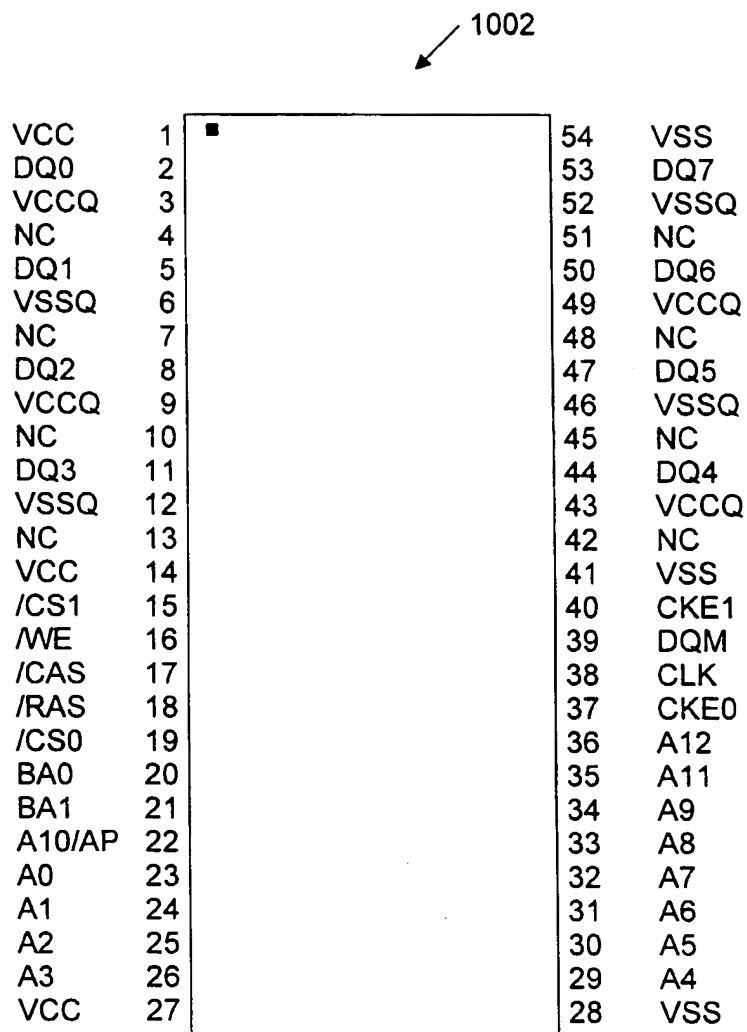 1002
VCC 1 54 VSS
DQ0 2 53 DQ7
VCCQ 3 52 VSSQ
NC 4 51 NC
DQ1 5 50 DQ6
VSSQ 6 49 VCCQ
NC 7 48 NC
DQ2 8 47 DQ5
VCCQ 9 46 VSSQ
NC 10 45 NC
DQ3 11 44 DQ4
VSSQ 12 43 VCCQ
NC 13 42 NC
VCC 14 41 VSS
/CS1 15 40 CKE1
/WE 16 39 DQM
/CAS 17 38 CLK
/RAS 18 37 CKE0
/CS0 19 36 A12
BA0 20 35 A11
BA1 21 34 A9
A10/AP 22 33 A8
A0 23 32 A7
A1 24 31 A6
A2 25 30 A5
A3 26 29 A4
VCC 27 28 VSS